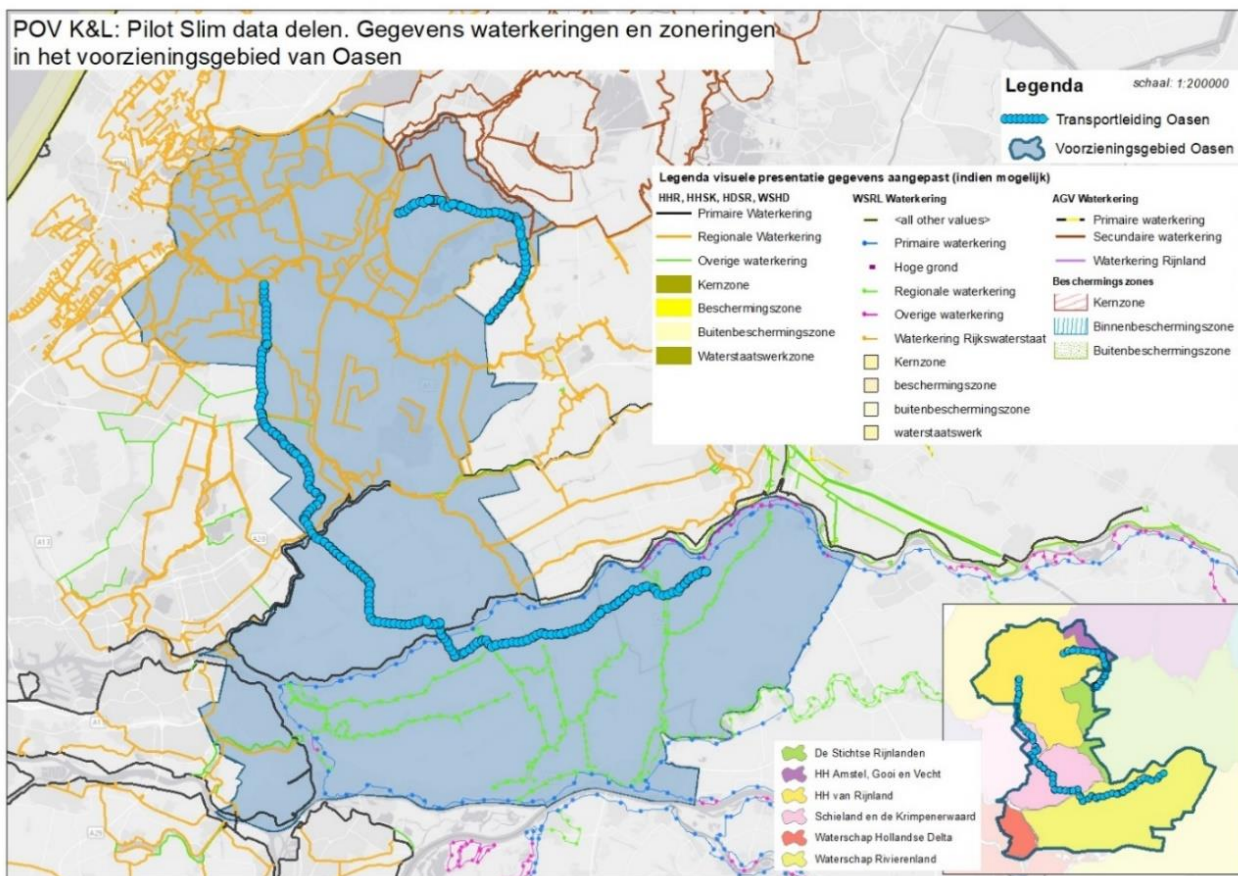 POV K&L: Pilot Slim data delen. Gegevens waterkeringen en zoneringen
in het voorzieningsgebied van Oasen
Legenda
schaal: 1:200000
Transportleiding Oasen
Voorzieningsgebied Oasen
Legenda visuele presentatie gegevens aangepast (indien mogelijk)
HHR, HHSK, HDSR, WSHD
Primaire Waterkering
Regionale Waterkering
Overige waterkering
Kernzone
Beschermingszone
Buitenbeschermingszone
Waterstaatswerkzone
WSRL Waterkering
<all other values>
Primaire waterkering
Hoge grond
Regionale waterkering
Overige waterkering
Waterkering Rijkswaterstaat
Kernzone
beschermingszone
buitenbeschermingszone
waterstaatswerk
AGV Waterkering
Primaire waterkering
Secundaire waterkering
Waterkering Rijnland
Beschermingszones
Kernzone
Binnenbeschermingszone
Buitenbeschermingszone
A13
A20
De Stichtse Rijnlanden
HH Amstel, Gooi en Vecht
HH van Rijnland
Schieland en de Krimpenerwaard
Waterschap Hollandse Delta
Waterschap Rivierenland